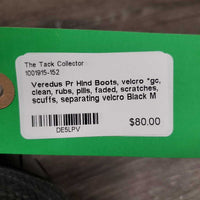 The Tack Collector
1001915-152
Veredus Pr Hind Boots, velcro *gc,
clean, rubs, pills, faded, scratches,
scuffs, separating velcro Black M
$80.00
DE5LPV